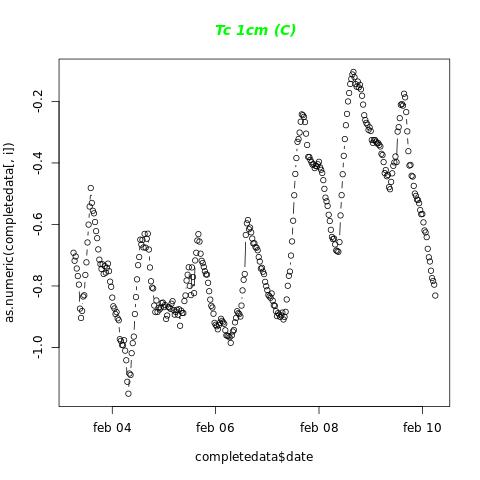 Tc 1cm (C)
as.numeric(completedata[, i])
-0.2
-0.4
-0.6
-0.8
-1.0
feb 04 feb 06 feb 08 feb 10
completedata$date